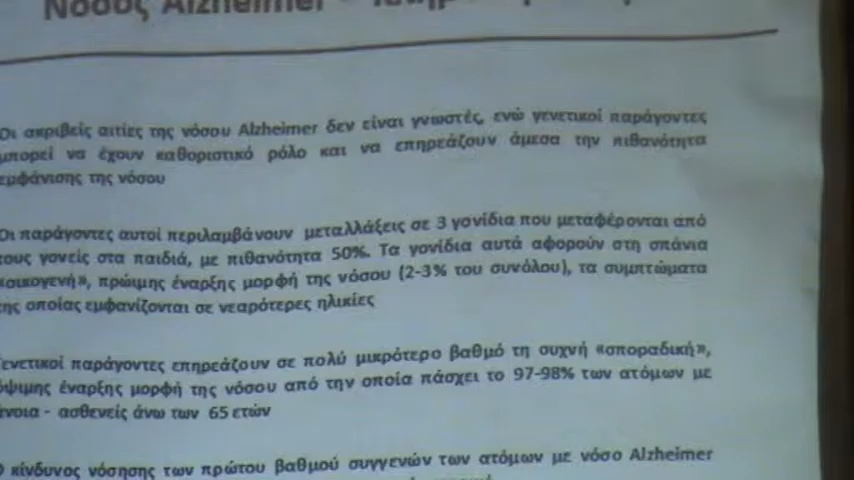 Νόσος Alzheimer -
Οι ακριβείς αιτίες της νόσου Alzheimer δεν είναι γνωστές, ενώ γενετικοί παράγοντες
μπορεί να έχουν καθοριστικό ρόλο και να επηρεάζουν άμεσα την πιθανότητα
εμφάνισης της νόσου
Οι παράγοντες αυτοί περιλαμβάνουν μεταλλάξεις σε 3 γονίδια που μεταφέρονται από
τους γονείς στα παιδιά, με πιθανότητα 50%. Τα γονίδια αυτά αφορούν στη σπάνια
«οικογενή», πρώιμης έναρξης μορφή της νόσου (2-3% του συνόλου), τα συμπτώματα
της οποίας εμφανίζονται σε νεαρότερες ηλικίες
Γενετικοί παράγοντες επηρεάζουν σε πολύ μικρότερο βαθμό τη συχνή «σποραδική»,
όψιμης έναρξης μορφή της νόσου από την οποία πάσχει το 97-98% των ατόμων με
άνοια - ασθενείς άνω των 65 ετών
Ο κίνδυνος νόσησης των πρώτου βαθμού συγγενών των ατόμων με νόσο Alzheimer